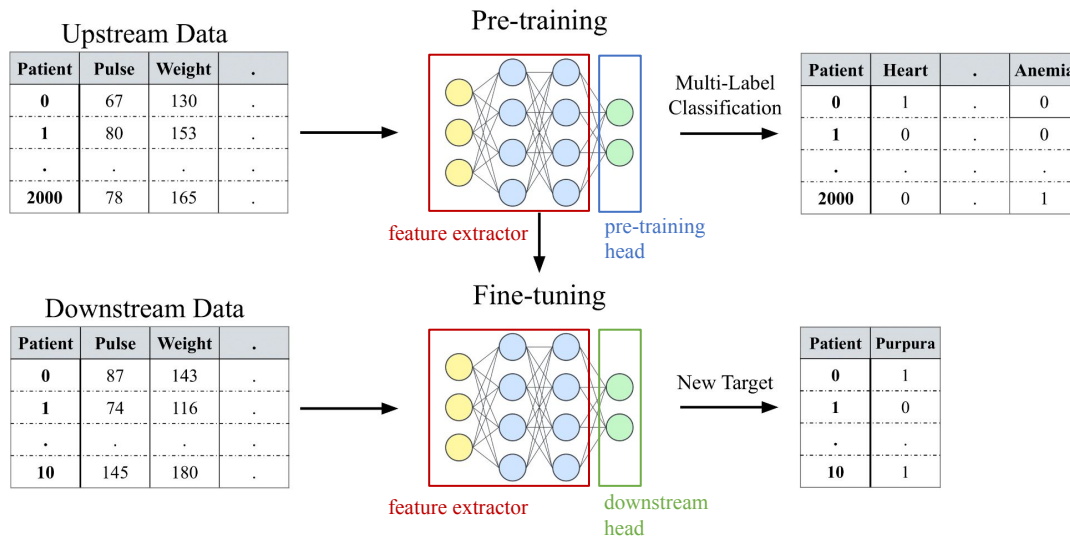 Upstream Data
Patient Pulse Weight .
0 67 130 .
1 80 153 .
. . . .
2000 78 165 .
Pre-training
feature extractor
pre-training
head
Multi-Label
Classification
Patient Heart . Anemia
0 1 . 0
1 0 . 0
. . . .
2000 0 . 1
Downstream Data
Patient Pulse Weight .
0 87 143 .
1 74 116 .
. . . .
10 145 180 .
Fine-tuning
feature extractor
downstream
head
New Target
Patient Purpura
0 1
1 0
. .
10 1